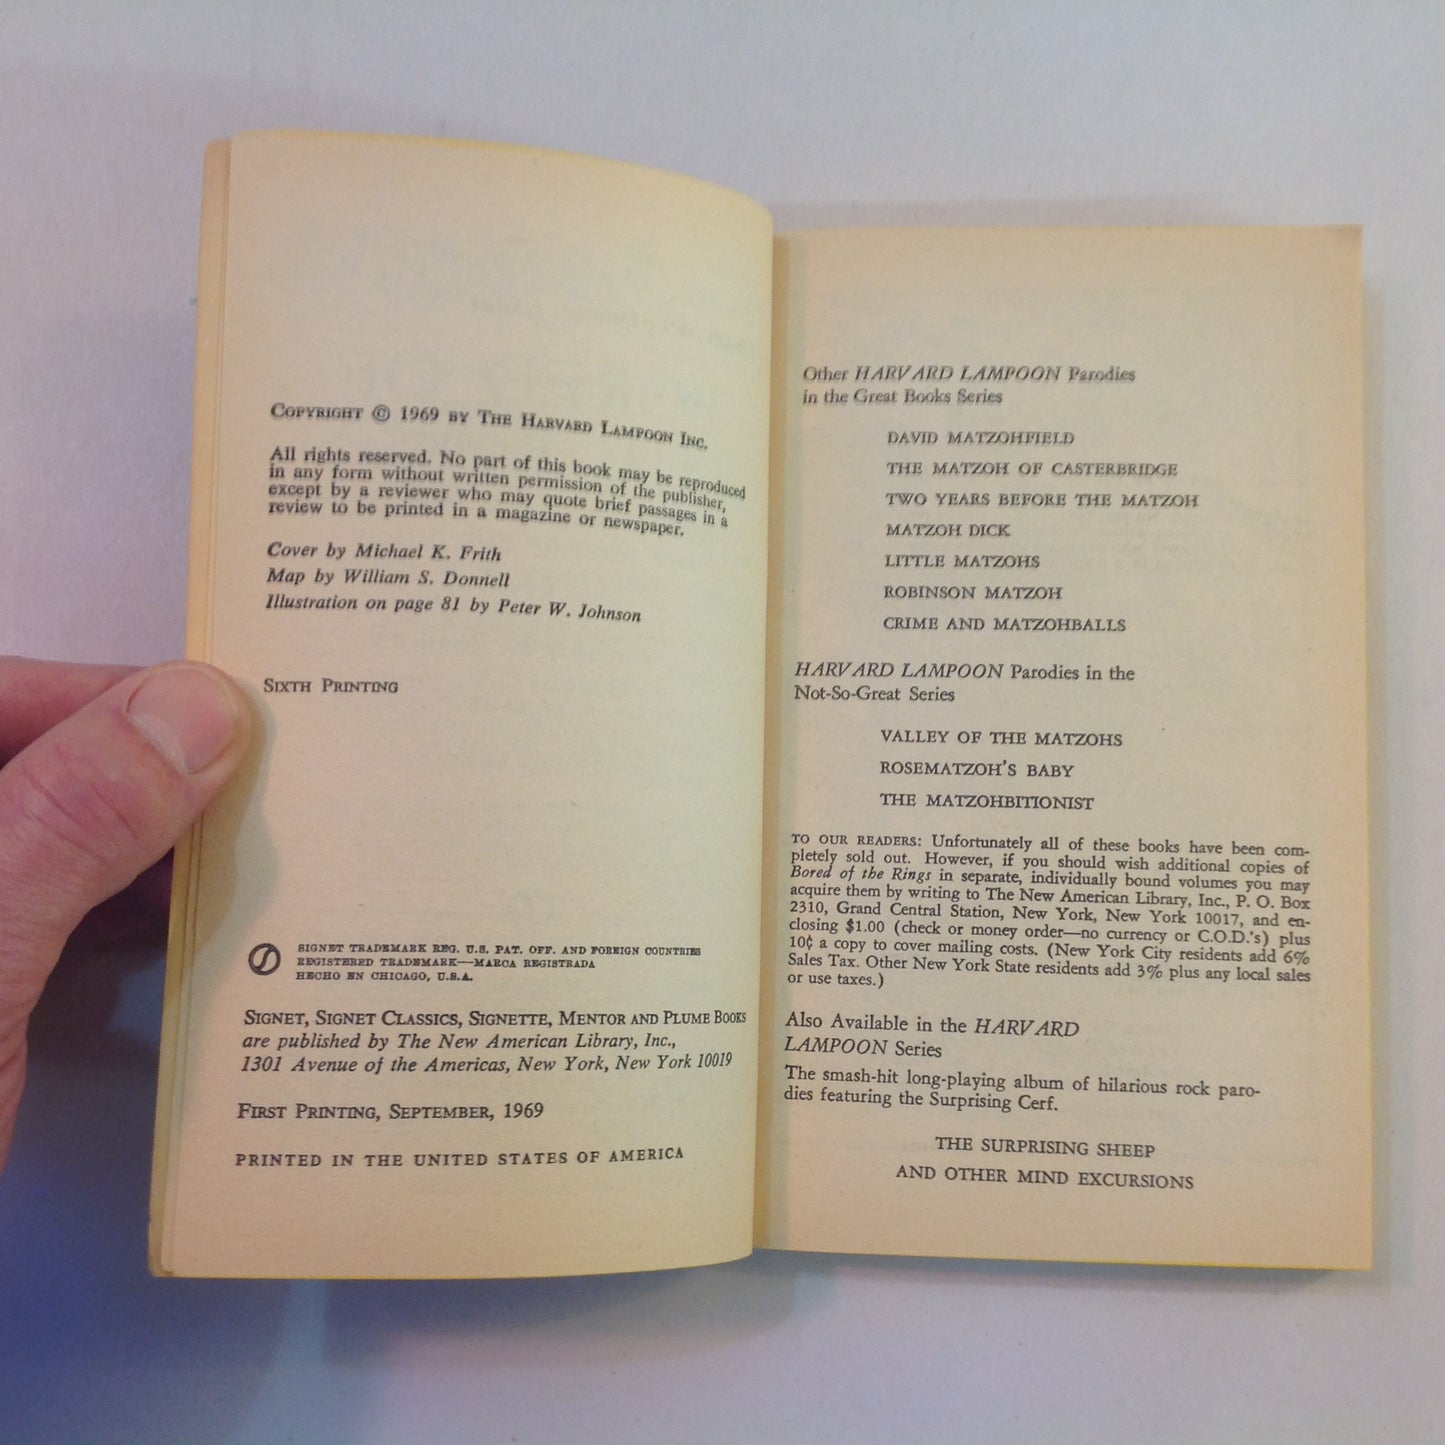 COPYRIGHT © 1969 BY THE HARVARD LAMPOON INC.
All rights reserved. No part of this book may be reproduced
in any form without written permission of the publisher,
except by a reviewer who may quote brief passages in a
review to be printed in a magazine or newspaper.
Cover by Michael K. Frith
Map by William S. Donnell
Illustration on page 81 by Peter W. Johnson
SIXTH PRINTING
SIGNET TRADEMARK REG. U.S. PAT. OFF. AND FOREIGN COUNTRIES
REGISTERED TRADEMARK—MARCA REGISTRADA
HECHO EN CHICAGO, U.S.A.
SIGNET, SIGNET CLASSICS, SIGNETTE, MENTOR AND PLUME BOOKS
are published by The New American Library, Inc.,
1301 Avenue of the Americas, New York, New York 10019
FIRST PRINTING, SEPTEMBER, 1969
PRINTED IN THE UNITED STATES OF AMERICA
Other HARVARD LAMPOON Parodies
in the Great Books Series
DAVID MATZOHFIELD
THE MATZOH OF CASTERBRIDGE
TWO YEARS BEFORE THE MATZOH
MATZOH DICK
LITTLE MATZOHS
ROBINSON MATZOH
CRIME AND MATZOHBALLS
HARVARD LAMPOON Parodies in the
Not-So-Great Series
VALLEY OF THE MATZOHS
ROSEMATZOH'S BABY
THE MATZOHBITIONIST
TO OUR READERS: Unfortunately all of these books have been com-
pletely sold out. However, if you should wish additional copies of
Bored of the Rings in separate, individually bound volumes you may
acquire them by writing to The New American Library, Inc., P. O. Box
2310, Grand Central Station, New York, New York 10017, and en-
closing $1.00 (check or money order—no currency or C.O.D.'s) plus
10¢ a copy to cover mailing costs. (New York City residents add 6%
Sales Tax. Other New York State residents add 3% plus any local sales
or use taxes.)
Also Available in the HARVARD
LAMPOON Series
The smash-hit long-playing album of hilarious rock paro-
dies featuring the Surprising Cerf.
THE SURPRISING SHEEP
AND OTHER MIND EXCURSIONS